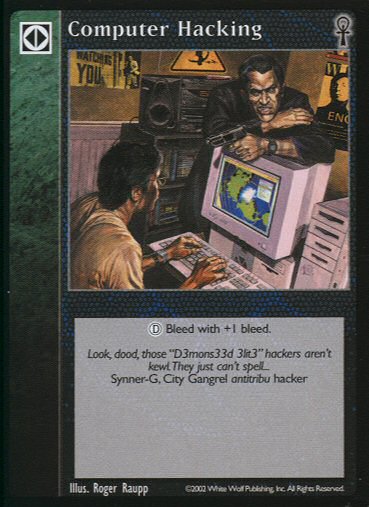 Computer Hacking
WATCHING
YOU
W
ENC
D Bleed with +1 bleed.
Look, dood, those "D3mons33d 3lit3" hackers aren't
kewl. They just can't spell...
Synner-G, City Gangrel antitribu hacker
Illus. Roger Raupp
©2002 White Wolf Publishing, Inc. All Rights Reserved.